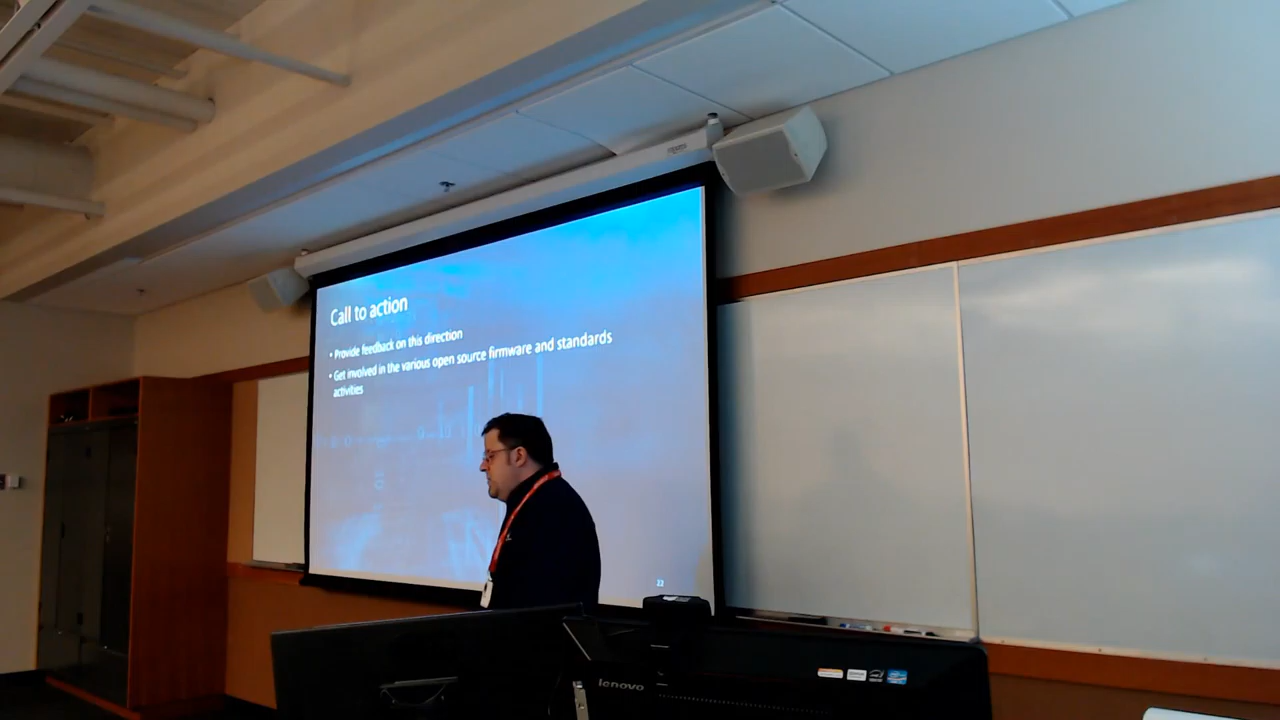 Call to action
• Provide feedback on this direction
• Get involved in the various open source firmware and standards
activities
22
lenovo